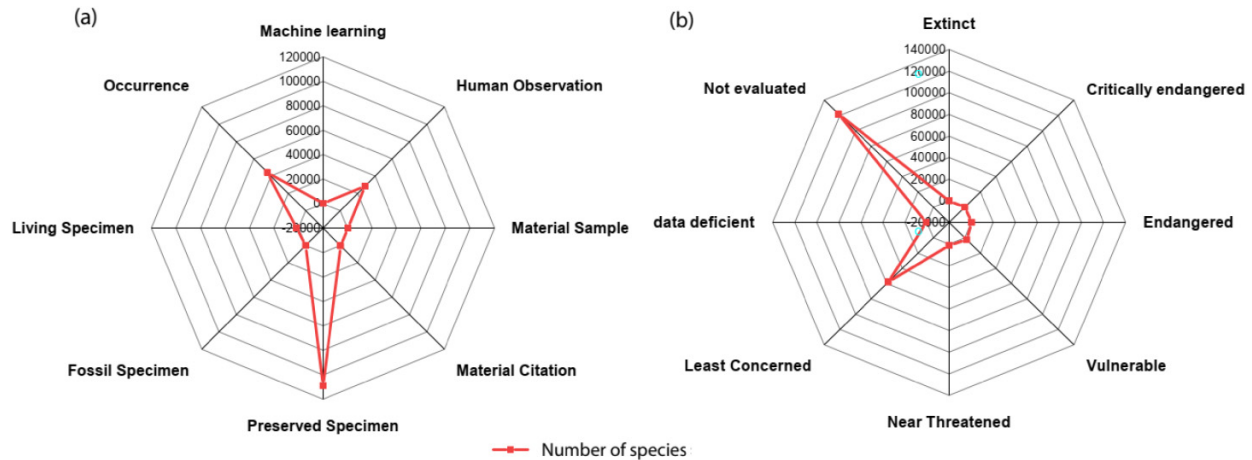 (a)
Machine learning
120000
100000
80000
60000
40000
20000
0
-20000
Occurrence
Human Observation
Living Specimen
Material Sample
Fossil Specimen
Material Citation
Preserved Specimen
(b)
Extinct
140000
120000
100000
80000
60000
40000
20000
0
-20000
Not evaluated
Critically endangered
data deficient
Endangered
Least Concerned
Vulnerable
Near Threatened
Number of species